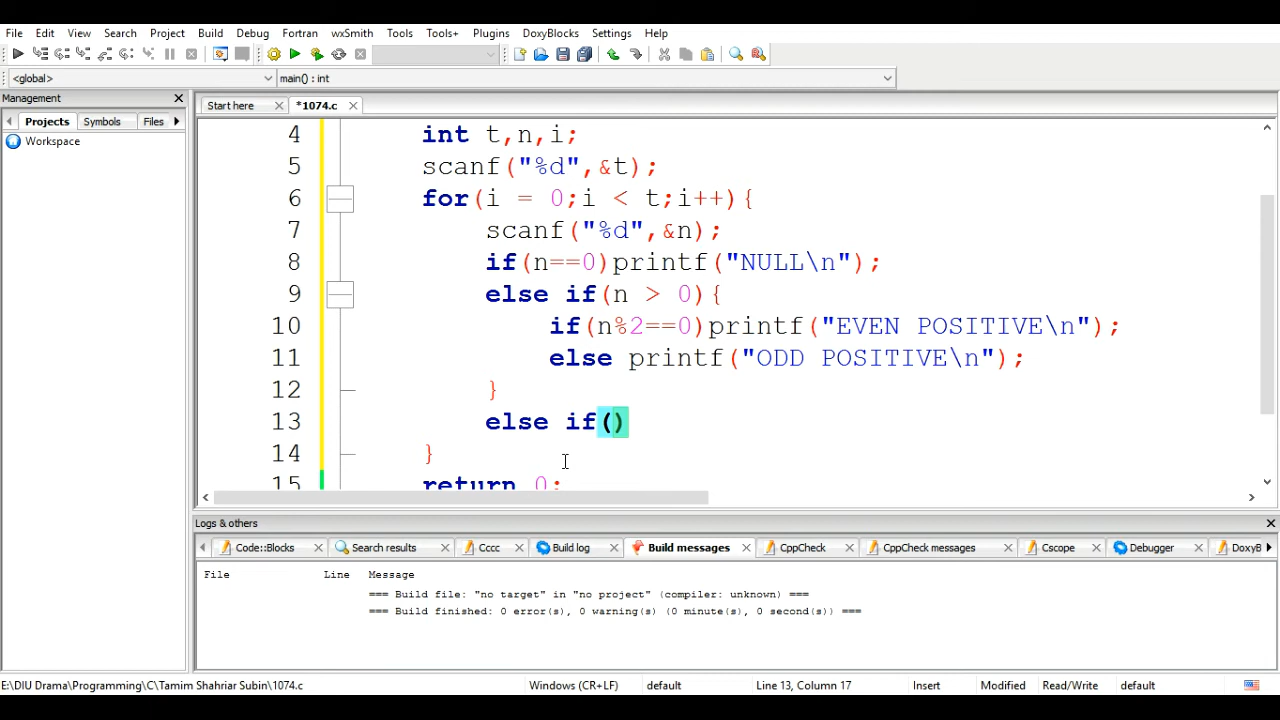 File Edit View Search Project Build Debug Fortran wxSmith Tools Tools+ Plugins DoxyBlocks Settings Help
<global> main() : int
Management
Projects Symbols Files
Workspace
Start here *1074.c
4 int t,n,i;
5 scanf("%d",&t);
6 for(i = 0;i < t;i++){
7 scanf("%d",&n);
8 if(n==0)printf("NULL\n");
9 else if(n > 0){
10 if(n%2==0)printf("EVEN POSITIVE\n");
11 else printf("ODD POSITIVE\n");
12 }
13 else if()
14 }
15 return 0;
Logs & others
Code::Blocks Search results Cccc Build log Build messages CppCheck CppCheck messages Cscope Debugger DoxyB
File Line Message
=== Build file: "no target" in "no project" (compiler: unknown) ===
=== Build finished: 0 error(s), 0 warning(s) (0 minute(s), 0 second(s)) ===
E:\DIU Drama\Programming\C\Tamim Shahriar Subin\1074.c Windows (CR+LF) default Line 13, Column 17 Insert Modified Read/Write default